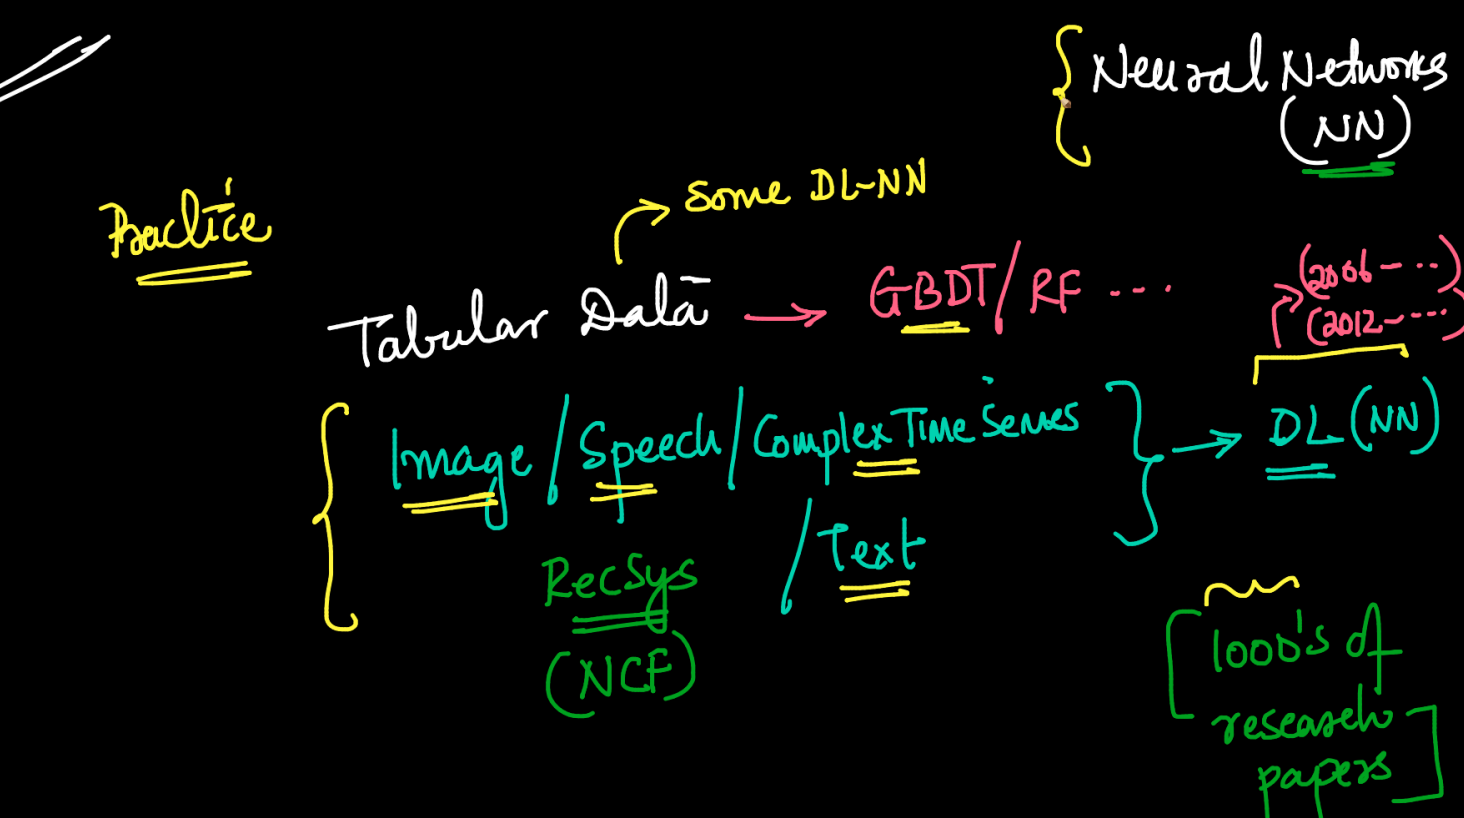 Neural Networks
(NN)
Practice
some DL-NN
Tabular Data → GBDT/RF ...
(2006-...)
(2012-...)
Image/Speech/Complex Time Series
/Text
→ DL (NN)
RecSys
(NCF)
[1000's of
research
papers]